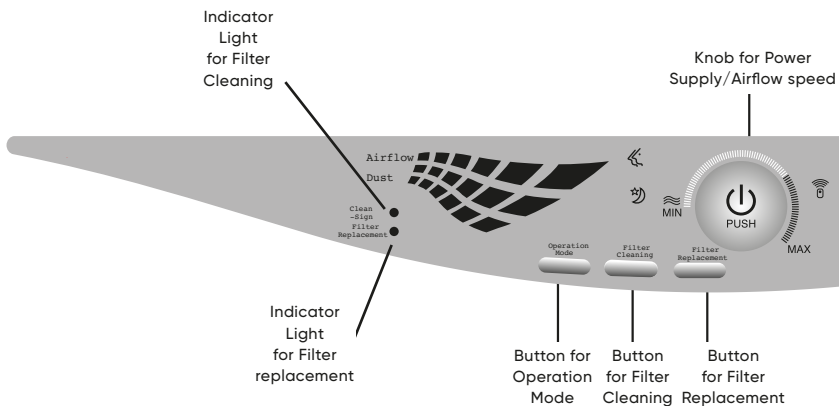 Indicator
Light
for Filter
Cleaning
Knob for Power
Supply/Airflow speed
Airflow
Dust
Clean
-Sign
Filter
Replacement
MIN
PUSH
MAX
Operation
Mode
Filter
Cleaning
Filter
Replacement
Indicator
Light
for Filter
replacement
Button for
Operation
Mode
Button
for Filter
Cleaning
Button
for Filter
Replacement